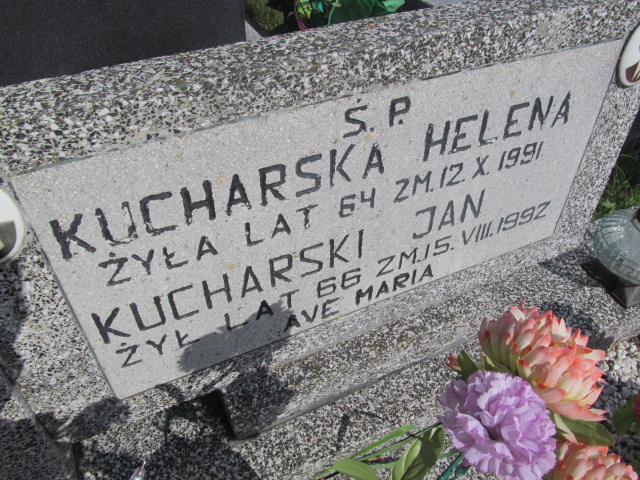 Ś. P.
KUCHARSKA HELENA
ŻYŁA LAT 64 ZM. 12 X. 1991
KUCHARSKI JAN
ŻYŁ LAT 66 ZM. 15. VIII. 1992
AVE MARIA